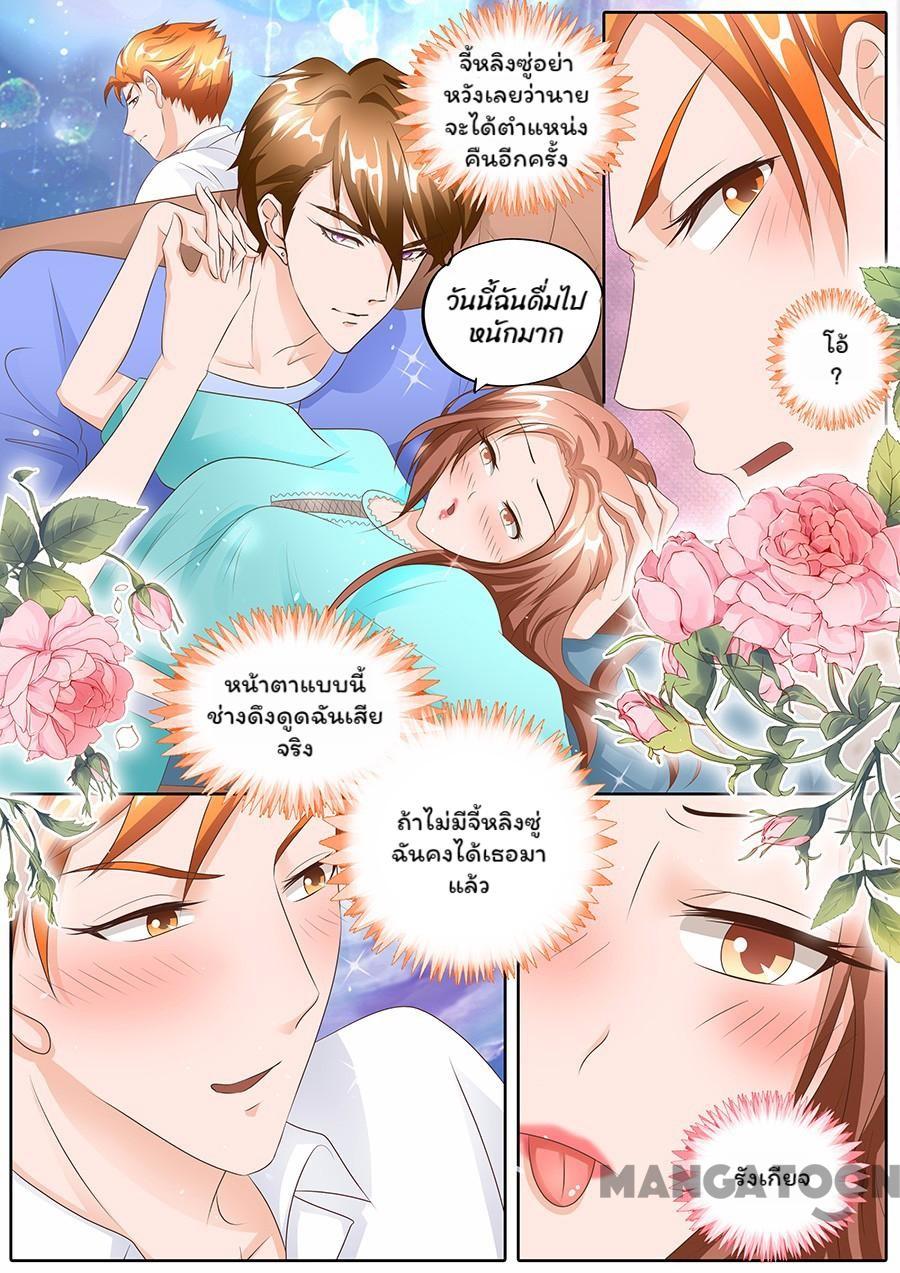 จี้หลิงซู่อย่า
หวังเลยว่านาย
จะได้ตำแหน่ง
คืนอีกครั้ง
โอ้
?
วันนี้ฉันดื่มไป
หนักมาก
หน้าตาแบบนี้
ช่างดึงดูดฉันเสีย
จริง
ถ้าไม่มีจี้หลิงซู่
ฉันคงได้เธอมา
แล้ว
รังเกียจ
MANGATOON